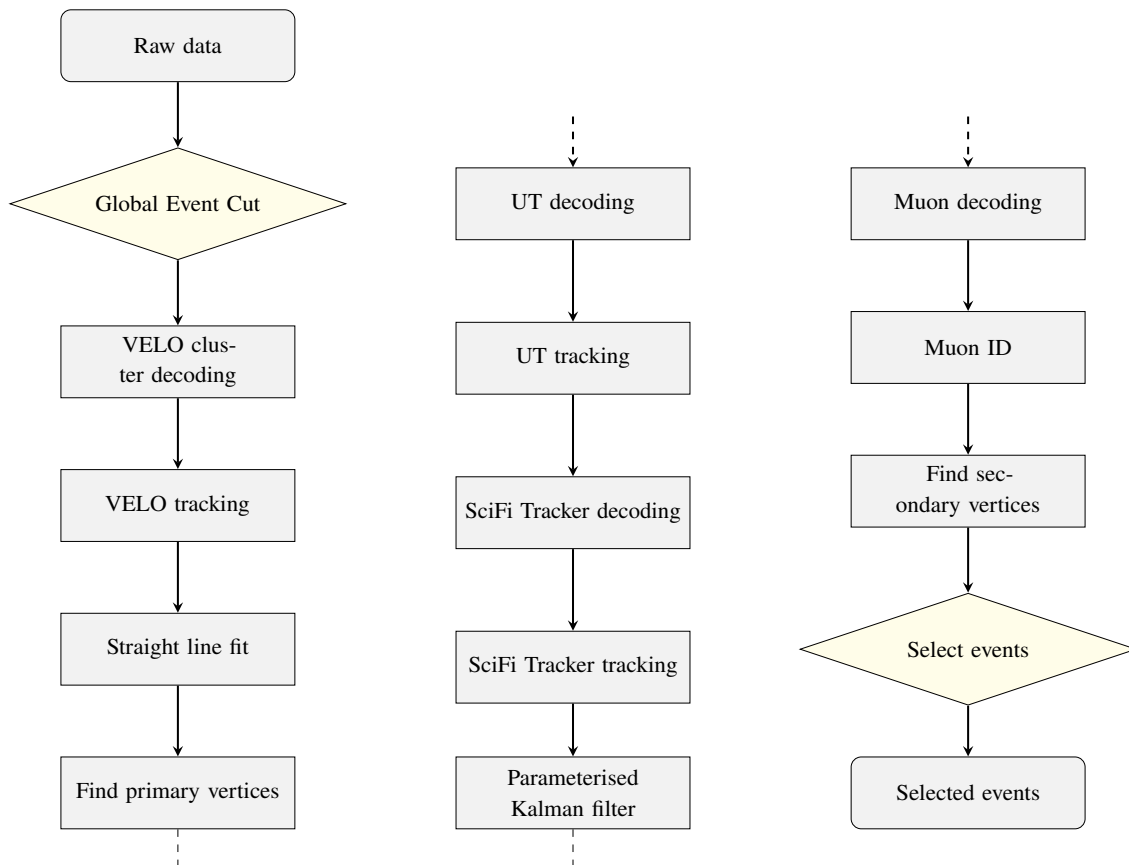 Raw data
Global Event Cut
VELO clus-
ter decoding
VELO tracking
Straight line fit
Find primary vertices
UT decoding
UT tracking
SciFi Tracker decoding
SciFi Tracker tracking
Parameterised
Kalman filter
Muon decoding
Muon ID
Find sec-
ondary vertices
Select events
Selected events